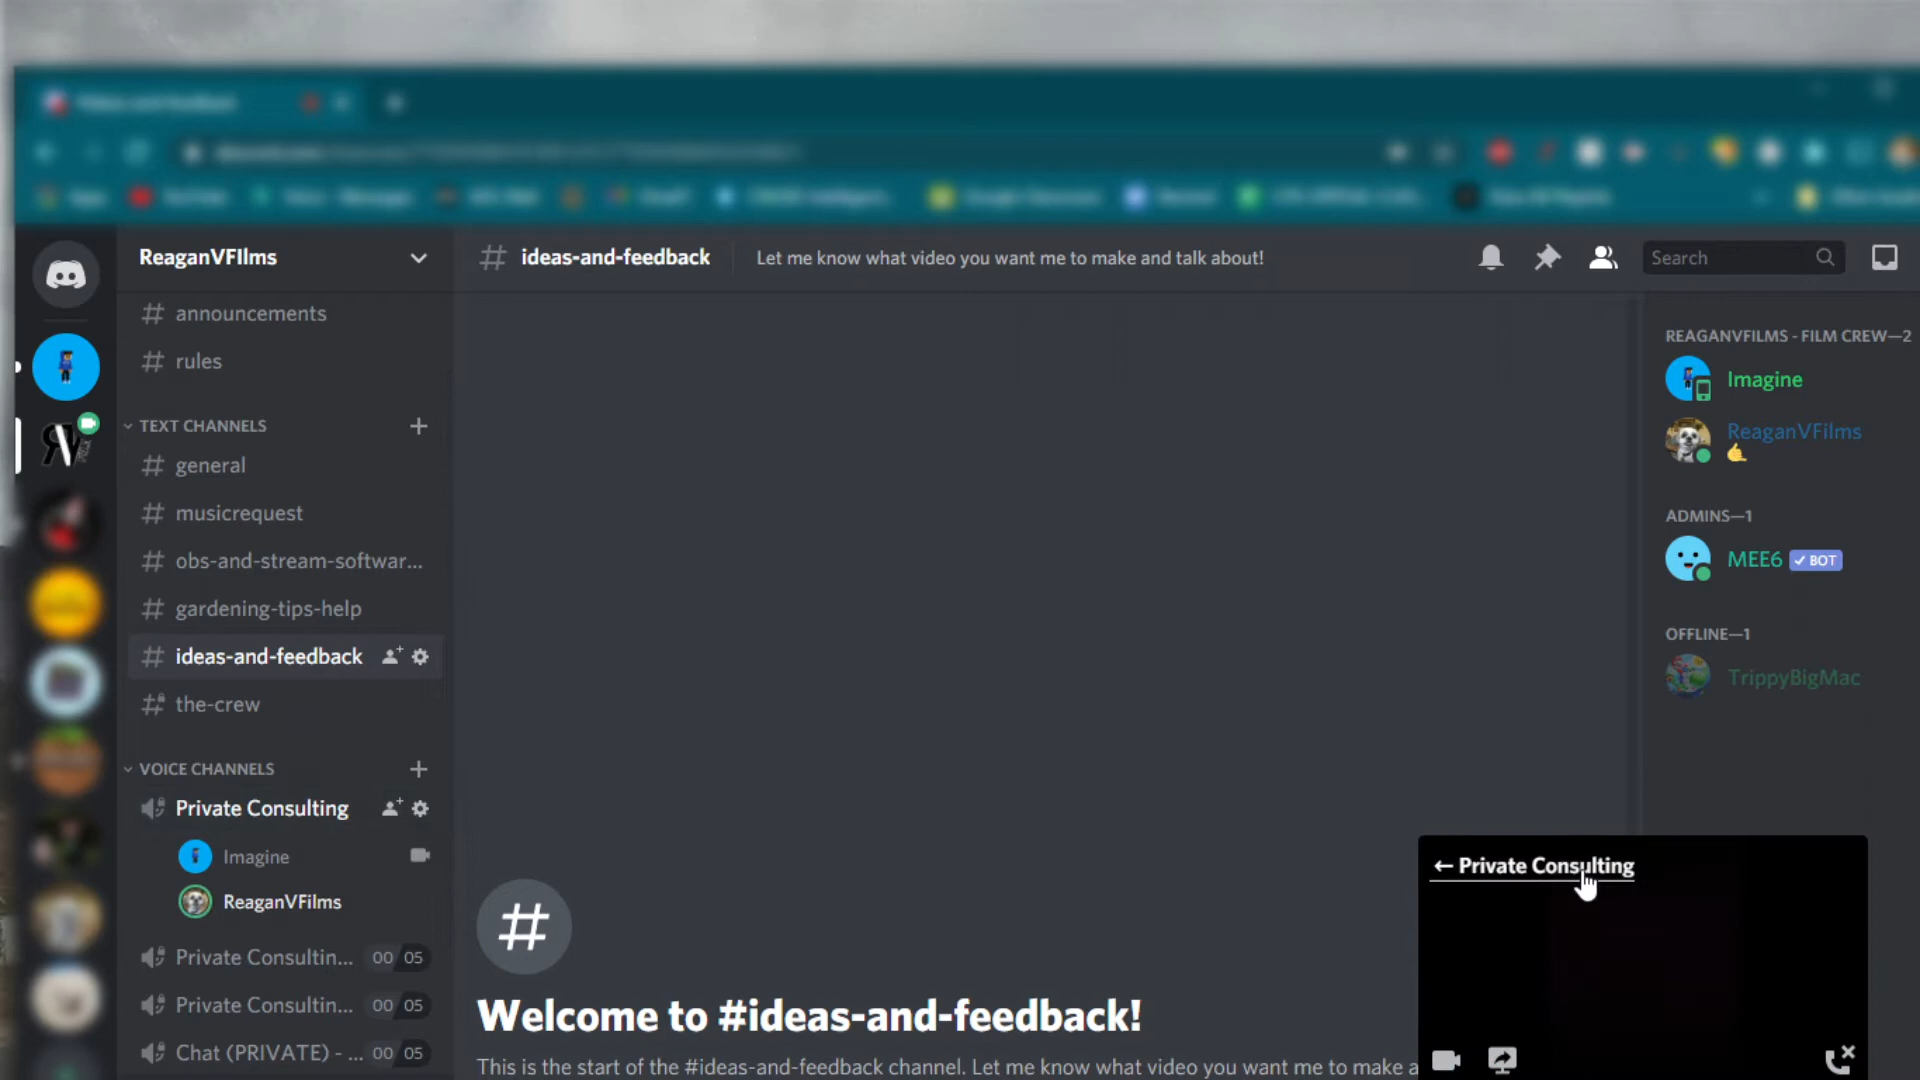 ReaganVFIlms
ideas-and-feedback
Let me know what video you want me to make and talk about!
Search
announcements
rules
TEXT CHANNELS
general
musicrequest
obs-and-stream-softwar...
gardening-tips-help
ideas-and-feedback
the-crew
VOICE CHANNELS
Private Consulting
Imagine
ReaganVFilms
Private Consultin... 00 05
Private Consultin... 00 05
Chat (PRIVATE) - ... 00 05
#
Welcome to #ideas-and-feedback!
This is the start of the #ideas-and-feedback channel. Let me know what video you want me to make a
REAGANVFILMS - FILM CREW—2
Imagine
ReaganVFilms
ADMINS—1
MEE6 ✓ BOT
OFFLINE—1
TrippyBigMac
← Private Consulting